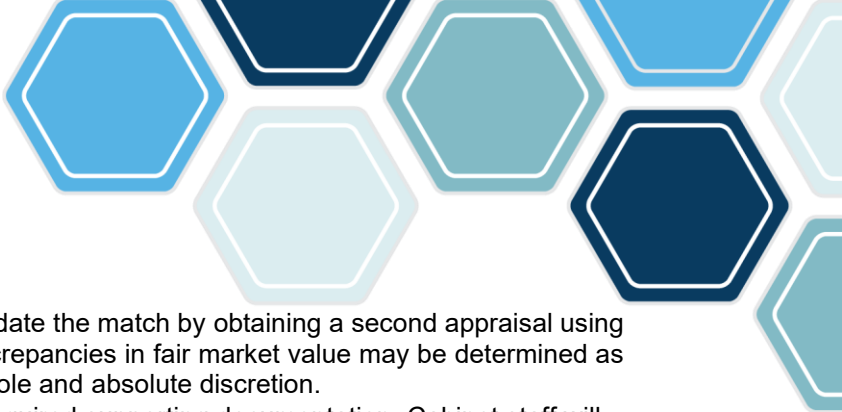 date the match by obtaining a second appraisal using
crepancies in fair market value may be determined as
ole and absolute discretion.